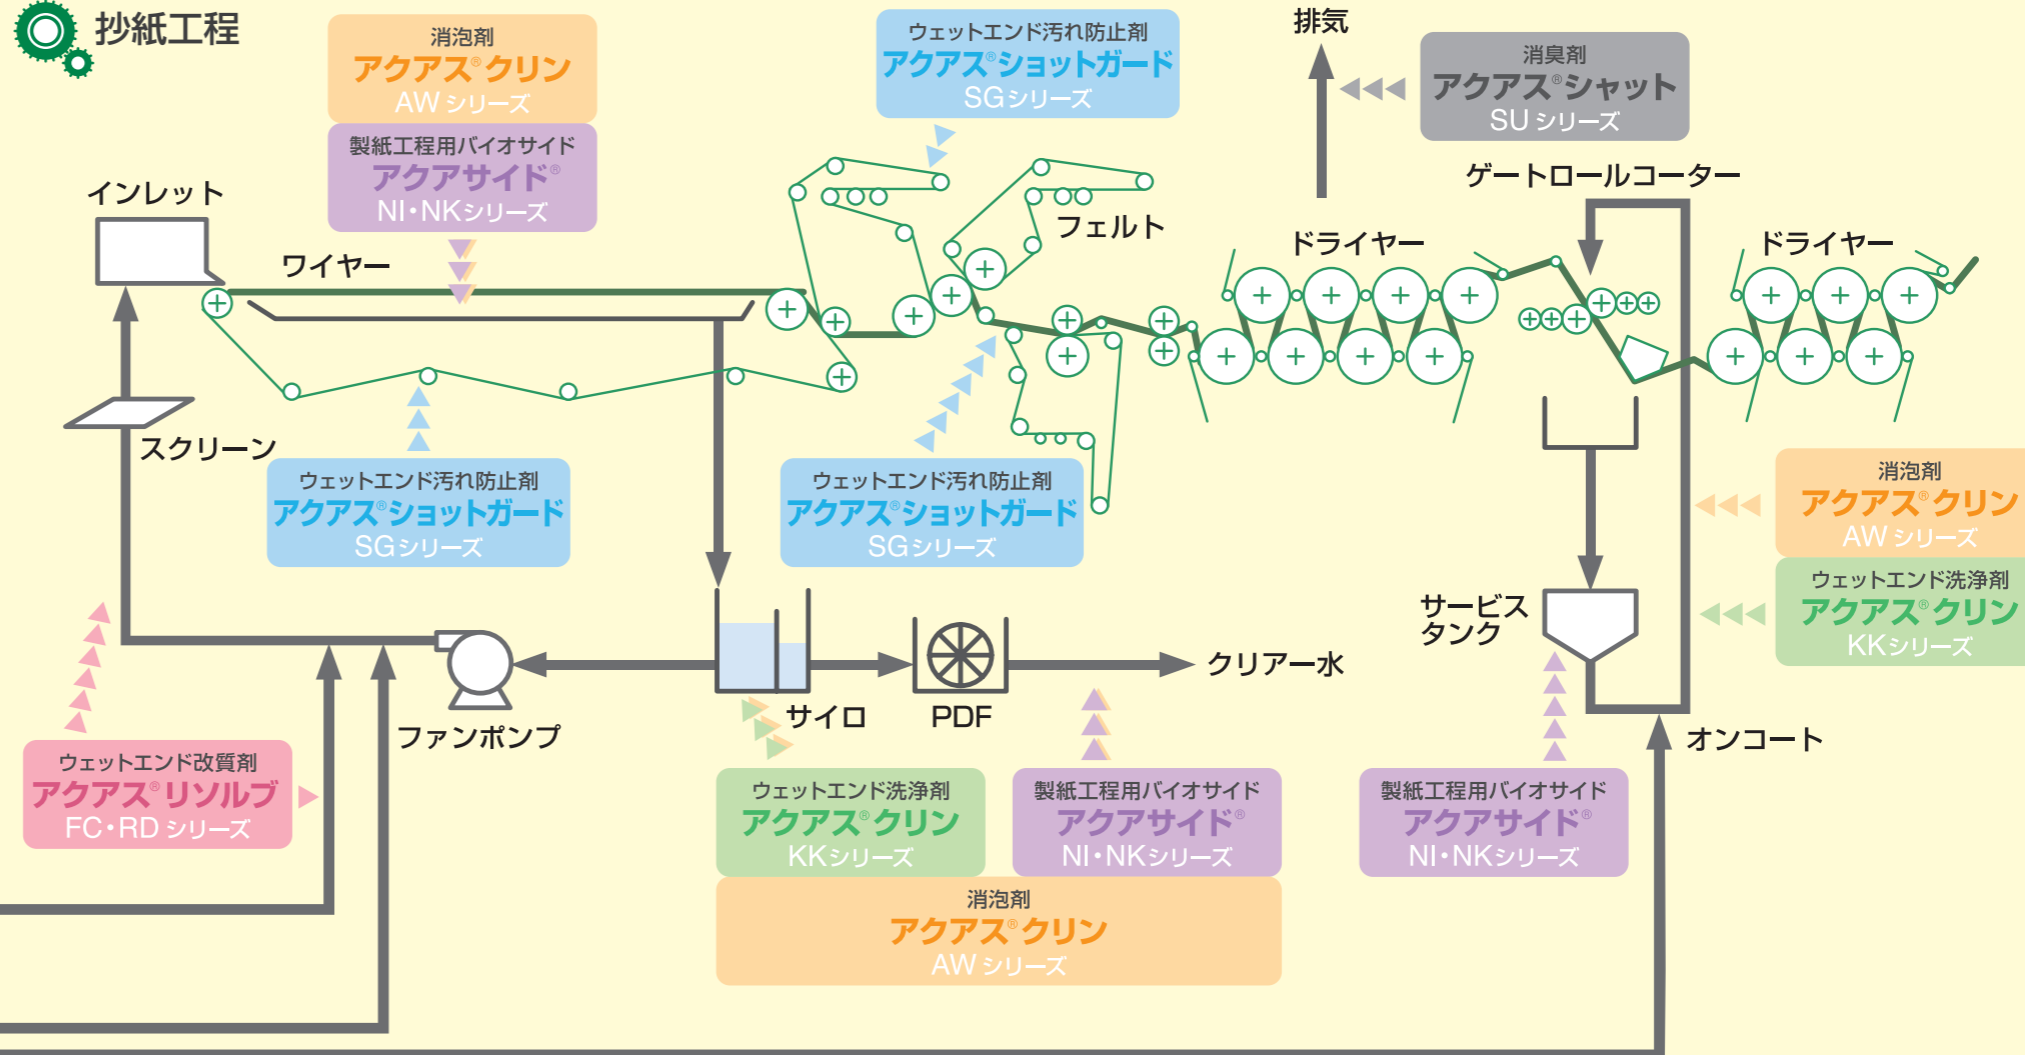 抄紙工程
消泡剤
アクアス®クリン
AW シリーズ
製紙工程用バイオサイド
アクアサイド®
NI・NKシリーズ
ウェットエンド汚れ防止剤
アクアス®ショットガード
SGシリーズ
排気
消臭剤
アクアス®シャット
SU シリーズ
インレット
ワイヤー
フェルト
ドライヤー
ゲートロールコーター
ドライヤー
スクリーン
ウェットエンド汚れ防止剤
アクアス®ショットガード
SGシリーズ
ウェットエンド汚れ防止剤
アクアス®ショットガード
SGシリーズ
消泡剤
アクアス®クリン
AW シリーズ
ウェットエンド洗浄剤
アクアス®クリン
KKシリーズ
サービス
タンク
クリアー水
ファンポンプ
サイロ
PDF
オンコート
ウェットエンド改質剤
アクアス®リソルブ
FC・RD シリーズ
ウェットエンド洗浄剤
アクアス®クリン
KKシリーズ
製紙工程用バイオサイド
アクアサイド®
NI・NKシリーズ
製紙工程用バイオサイド
アクアサイド®
NI・NKシリーズ
消泡剤
アクアス®クリン
AW シリーズ